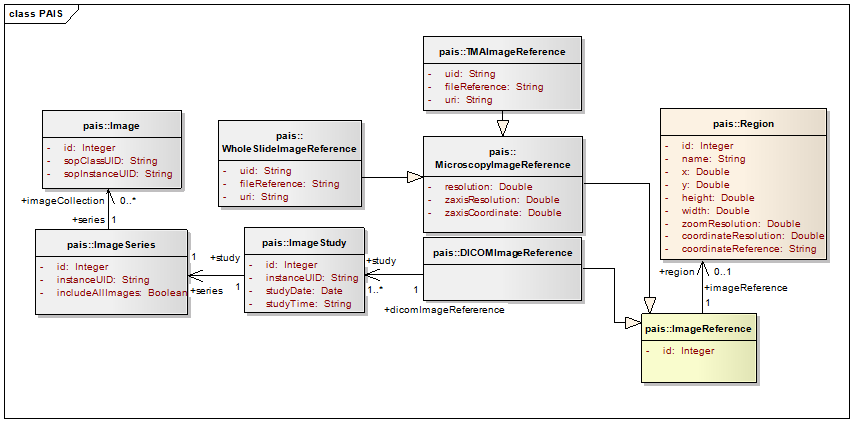 class PAIS
pais::TMAImageReference
- uid: String
- fileReference: String
- uri: String
pais::Image
- id: Integer
- sopClassUID: String
- sopInstanceUID: String
pais::
WholeSlideImageReference
- uid: String
- fileReference: String
- uri: String
pais::
MicroscopyImageReference
- resolution: Double
- zaxisResolution: Double
- zaxisCoordinate: Double
pais::Region
- id: Integer
- name: String
- x: Double
- y: Double
- height: Double
- width: Double
- zoomResolution: Double
- coordinateResolution: Double
- coordinateReference: String
+imageCollection 0..*
+series 1
pais::ImageSeries
- id: Integer
- instanceUID: String
- includeAllImages: Boolean
1 +study
+series 1
pais::ImageStudy
- id: Integer
- instanceUID: String
- studyDate: Date
- studyTime: String
+study
1..* 1
+dicomImageRefererence
pais::DICOMImageReference
+region 0..1
+imageReference
1
pais::ImageReference
- id: Integer